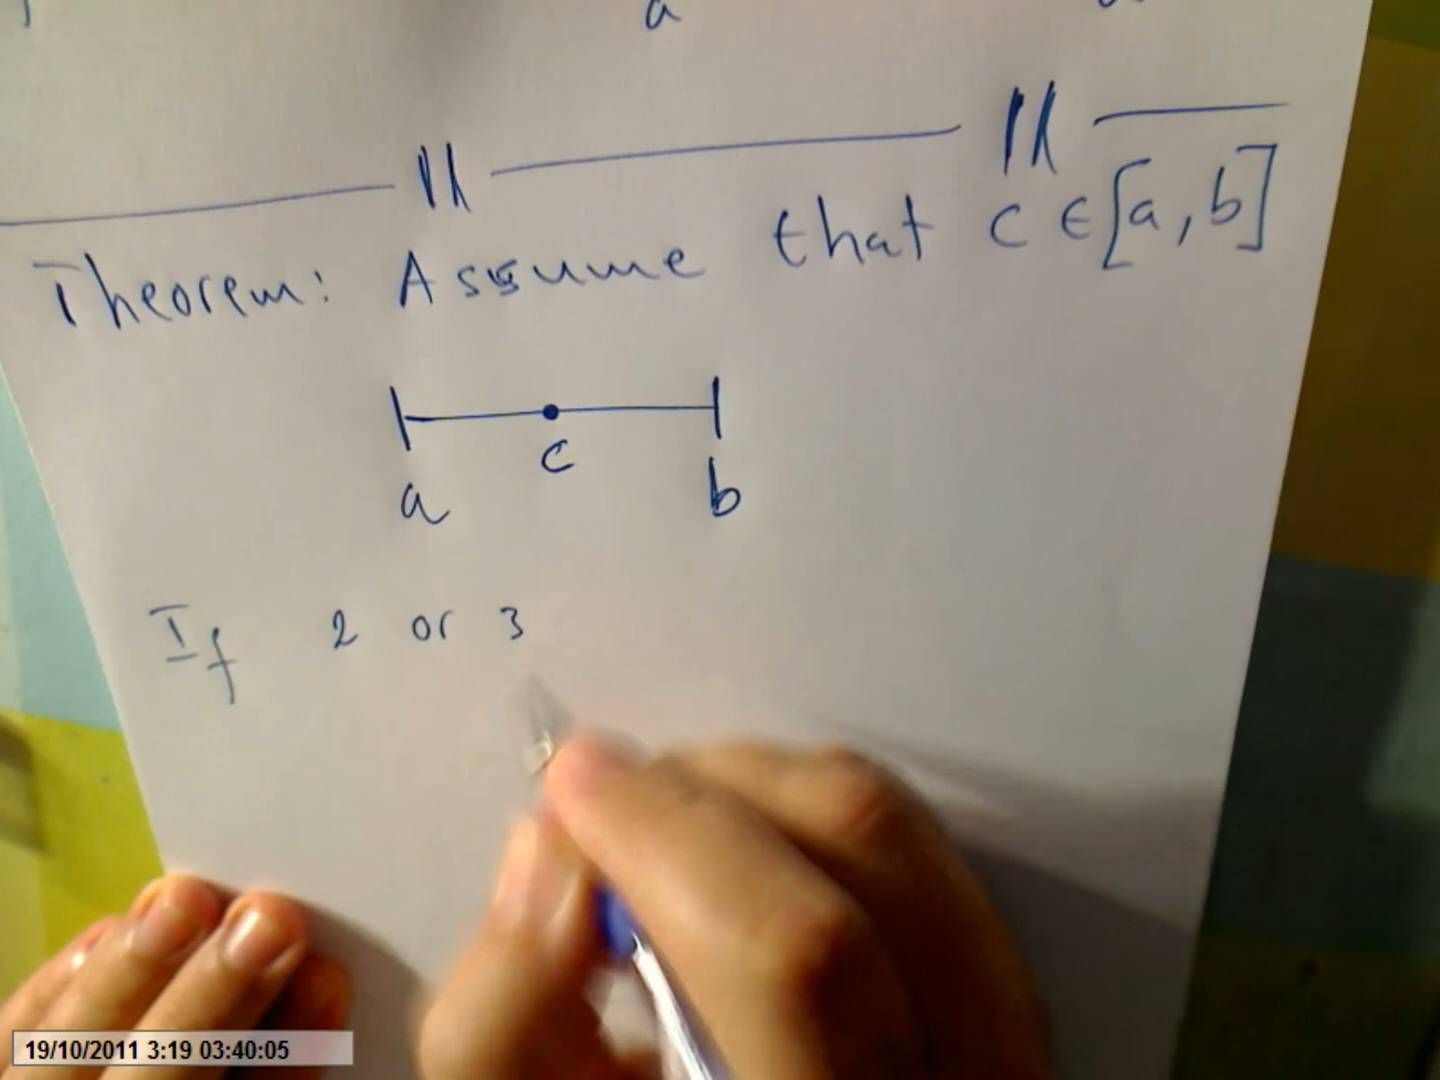 a
Theorem: Assume that c ∈ [a, b]
c
a b
If 2 or 3
19/10/2011 3:19 03:40:05